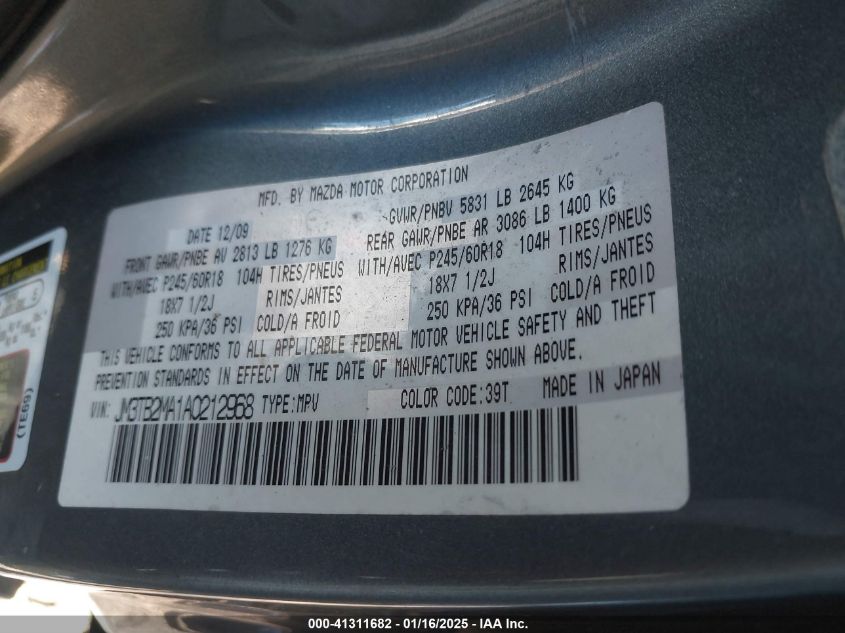 MFD. BY MAZDA MOTOR CORPORATION
DATE 12/09 GVWR/PNBV 5831 LB 2645 KG
FRONT GAWR/PNBE AV 2813 LB 1276 KG REAR GAWR/PNBE AR 3086 LB 1400 KG
WITH/AVEC P245/60R18 104H TIRES/PNEUS WITH/AVEC P245/60R18 104H TIRES/PNEUS
18X7 1/2J RIMS/JANTES 18X7 1/2J RIMS/JANTES
250 KPA/36 PSI COLD/A FROID 250 KPA/36 PSI COLD/A FROID
THIS VEHICLE CONFORMS TO ALL APPLICABLE FEDERAL MOTOR VEHICLE SAFETY AND THEFT
PREVENTION STANDARDS IN EFFECT ON THE DATE OF MANUFACTURE SHOWN ABOVE.
VIN: JM3TB2MA1A0212968 TYPE:MPV COLOR CODE:39T MADE IN JAPAN
(TE69)
000-41311682 - 01/16/2025 - IAA Inc.